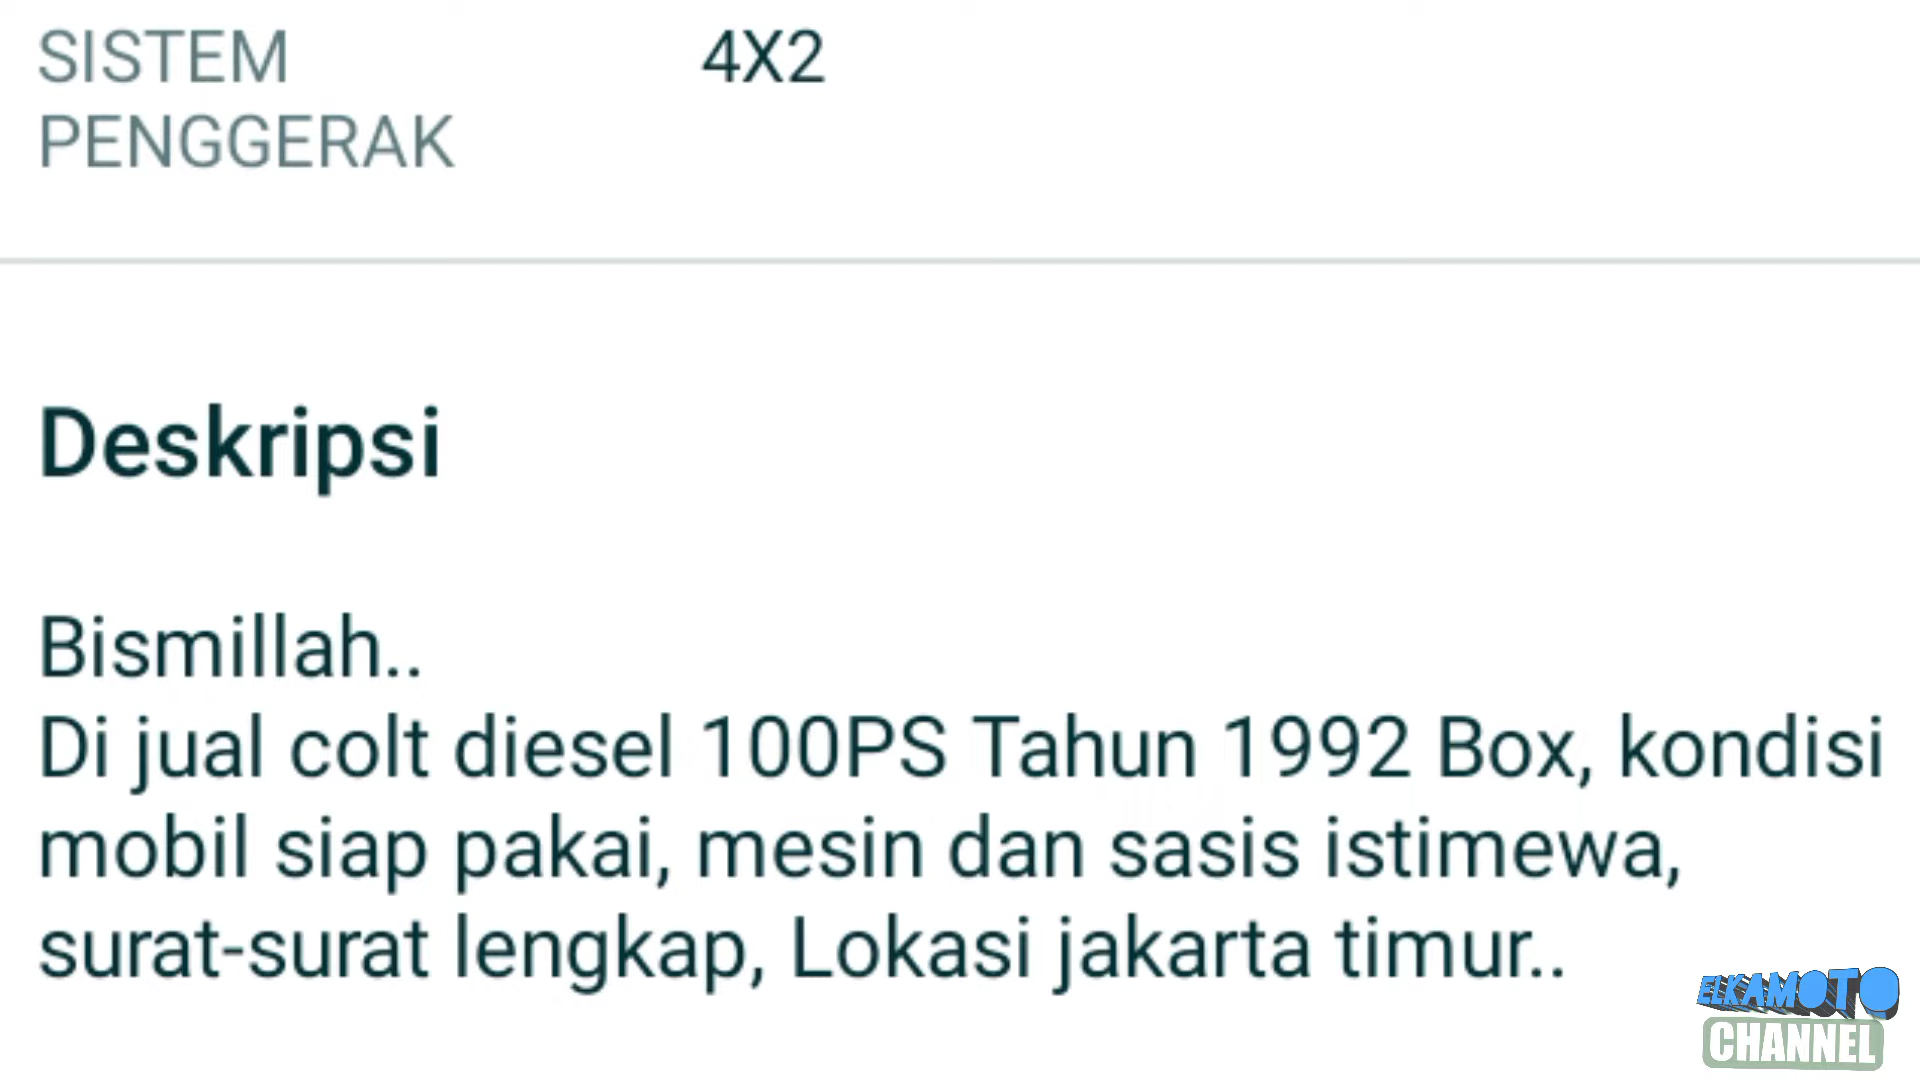 SISTEM 4X2
PENGGERAK
Deskripsi
Bismillah..
Di jual colt diesel 100PS Tahun 1992 Box, kondisi
mobil siap pakai, mesin dan sasis istimewa,
surat-surat lengkap, Lokasi jakarta timur..
ELKAMOTO
CHANNEL